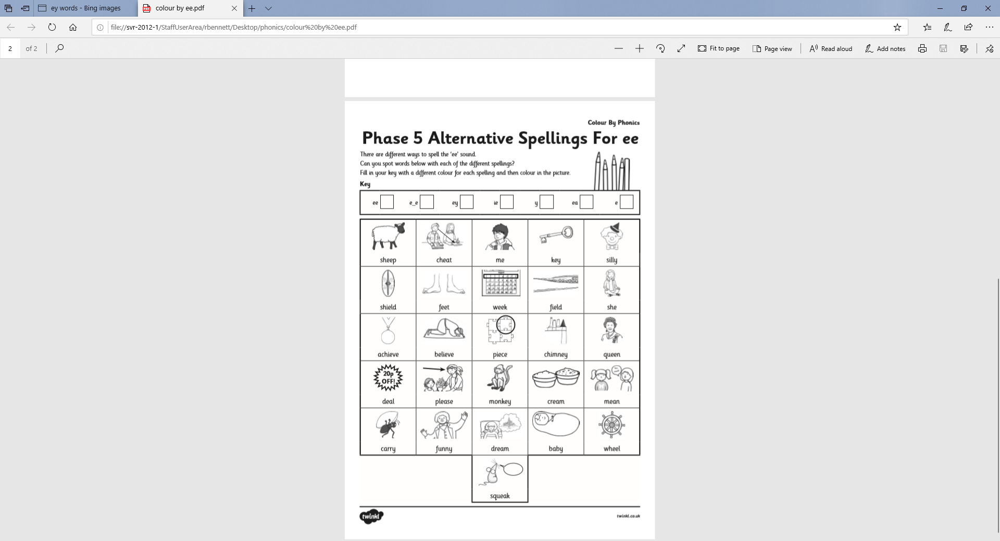 ey words - Bing images
colour by ee.pdf
file://svr-2012-1/StaffUserArea/rbennett/Desktop/phonics/colour%20by%20ee.pdf
2 of 2
Fit to page
Page view
Read aloud
Add notes
Colour By Phonics
Phase 5 Alternative Spellings For ee
There are different ways to spell the ‘ee’ sound.
Can you spot words below with each of the different spellings?
Fill in your key with a different colour for each spelling and then colour in the picture.
Key
ee e_e ey ie y ea e
sheep cheat me key silly
shield feet week field she
achieve believe piece chimney queen
20p
OFF!
deal please monkey cream mean
carry funny dream baby wheel
squeak
twinkl
twinkl.co.uk